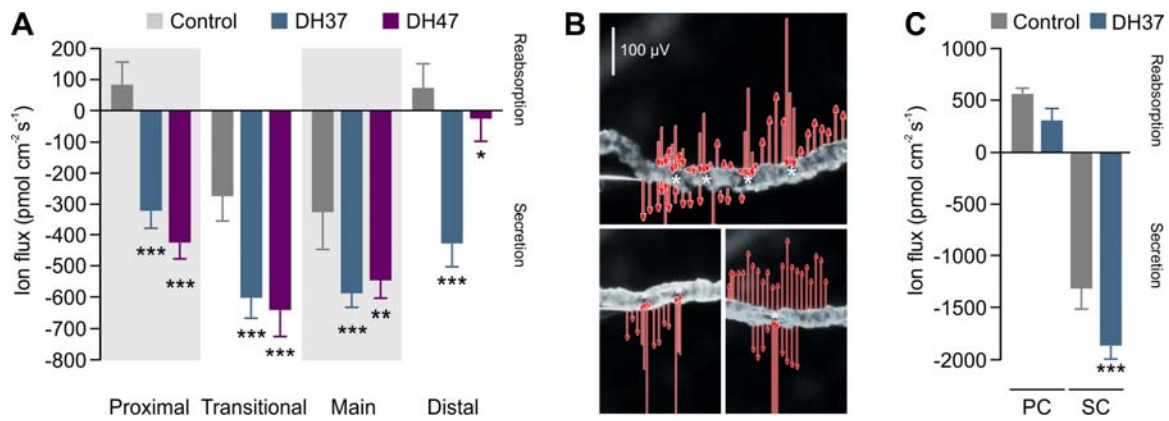 A
Control DH37 DH47
Ion flux (pmol cm⁻² s⁻¹)
200
100
0
-100
-200
-300
-400
-500
-600
-700
-800
***
***
***
***
***
**
***
*
Reabsorption
Secretion
Proximal Transitional Main Distal
B
100 µV
* * * *
*
*
C
Control DH37
Ion flux (pmol cm⁻² s⁻¹)
1000
500
0
-500
-1000
-1500
-2000
***
Reabsorption
Secretion
PC SC